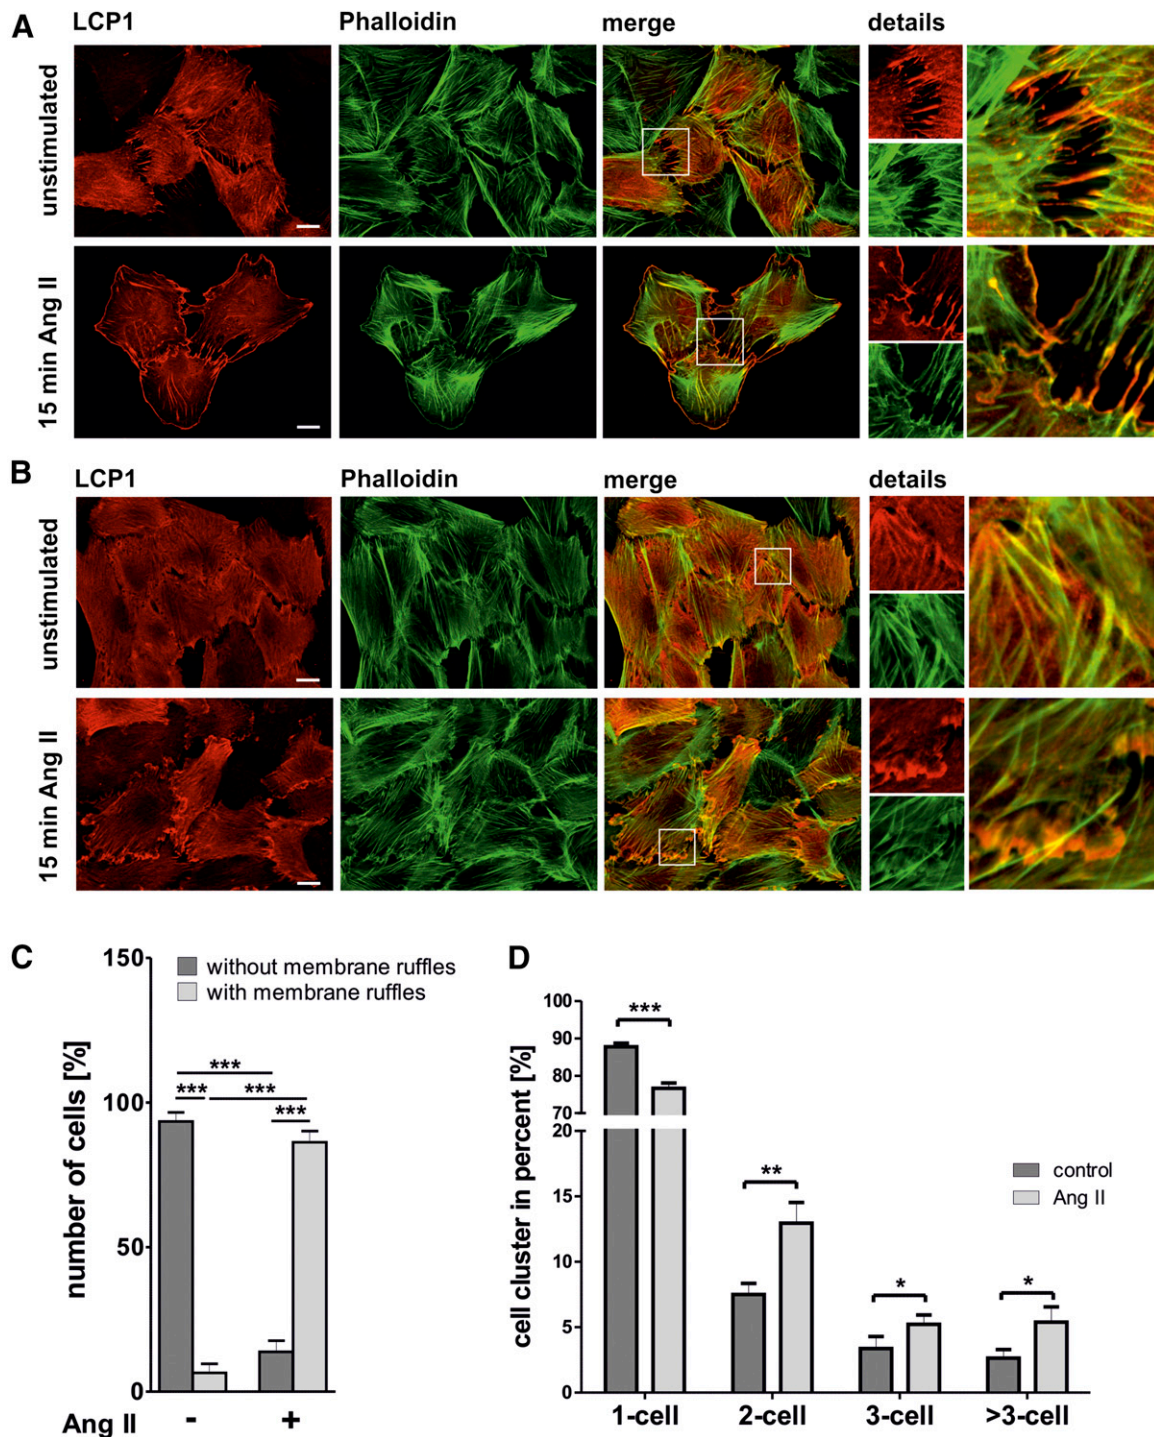 A
LCP1 Phalloidin merge details
unstimulated
15 min Ang II
B
LCP1 Phalloidin merge details
unstimulated
15 min Ang II
C
150
100
50
0
number of cells [%]
without membrane ruffles
with membrane ruffles
***
*** ***
***
Ang II - +
D
cell cluster in percent [%]
100
90
80
70
20
15
10
5
0
***
**
*
*
control
Ang II
1-cell 2-cell 3-cell >3-cell